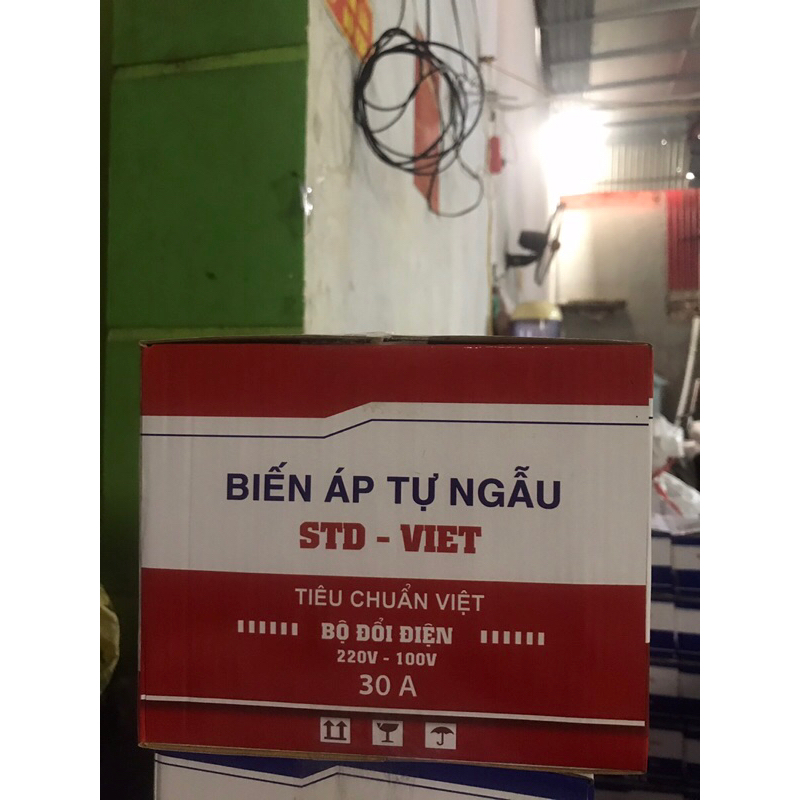 BIẾN ÁP TỰ NGẪU
STD - VIET
TIÊU CHUẨN VIỆT
BỘ ĐỔI ĐIỆN
220V - 100V
30 A